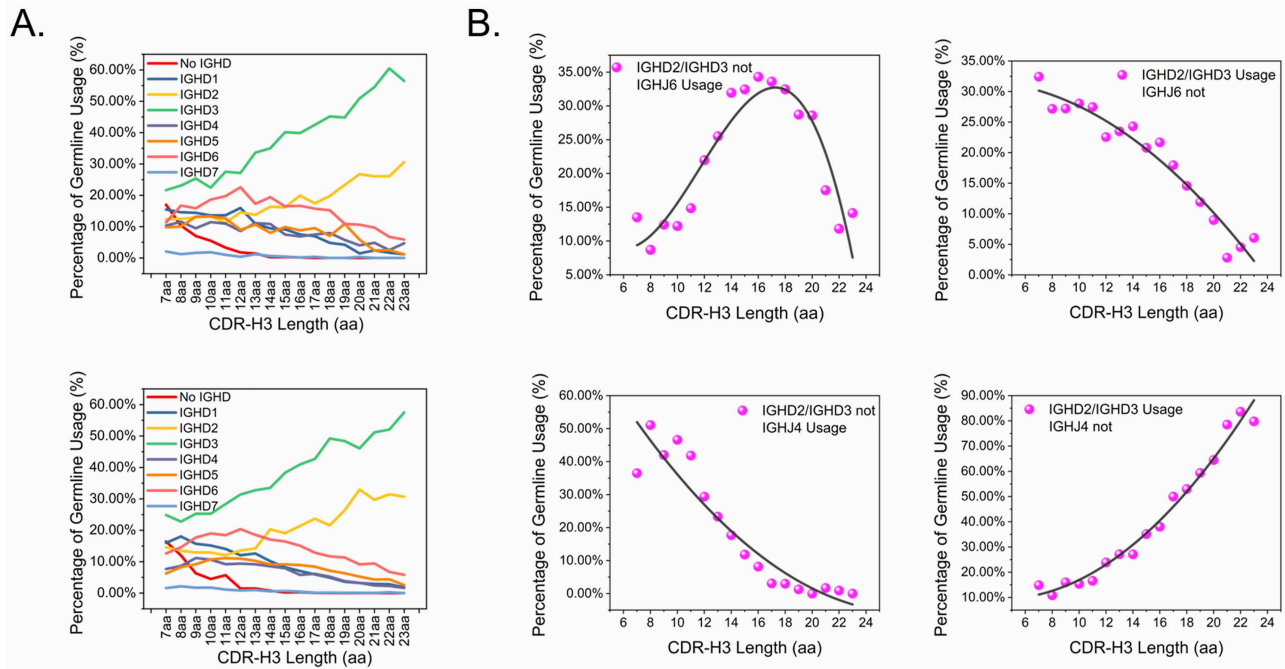 A.
B.
Percentage of Germline Usage (%)
60.00%
50.00%
40.00%
30.00%
20.00%
10.00%
0.00%
No IGHD
IGHD1
IGHD2
IGHD3
IGHD4
IGHD5
IGHD6
IGHD7
7aa
8aa
9aa
10aa
11aa
12aa
13aa
14aa
15aa
16aa
17aa
18aa
19aa
20aa
21aa
22aa
23aa
CDR-H3 Length (aa)
Percentage of Germline Usage (%)
35.00%
30.00%
25.00%
20.00%
15.00%
10.00%
5.00%
IGHD2/IGHD3 not
IGHJ6 Usage
6 8 10 12 14 16 18 20 22 24
CDR-H3 Length (aa)
Percentage of Germline Usage (%)
35.00%
30.00%
25.00%
20.00%
15.00%
10.00%
5.00%
0.00%
IGHD2/IGHD3 Usage
IGHJ6 not
6 8 10 12 14 16 18 20 22 24
CDR-H3 Length (aa)
Percentage of Germline Usage (%)
60.00%
50.00%
40.00%
30.00%
20.00%
10.00%
0.00%
No IGHD
IGHD1
IGHD2
IGHD3
IGHD4
IGHD5
IGHD6
IGHD7
7aa
8aa
9aa
10aa
11aa
12aa
13aa
14aa
15aa
16aa
17aa
18aa
19aa
20aa
21aa
22aa
23aa
CDR-H3 Length (aa)
Percentage of Germline Usage (%)
60.00%
50.00%
40.00%
30.00%
20.00%
10.00%
0.00%
IGHD2/IGHD3 not
IGHJ4 Usage
6 8 10 12 14 16 18 20 22 24
CDR-H3 Length (aa)
Percentage of Germline Usage (%)
90.00%
80.00%
70.00%
60.00%
50.00%
40.00%
30.00%
20.00%
10.00%
IGHD2/IGHD3 Usage
IGHJ4 not
6 8 10 12 14 16 18 20 22 24
CDR-H3 Length (aa)